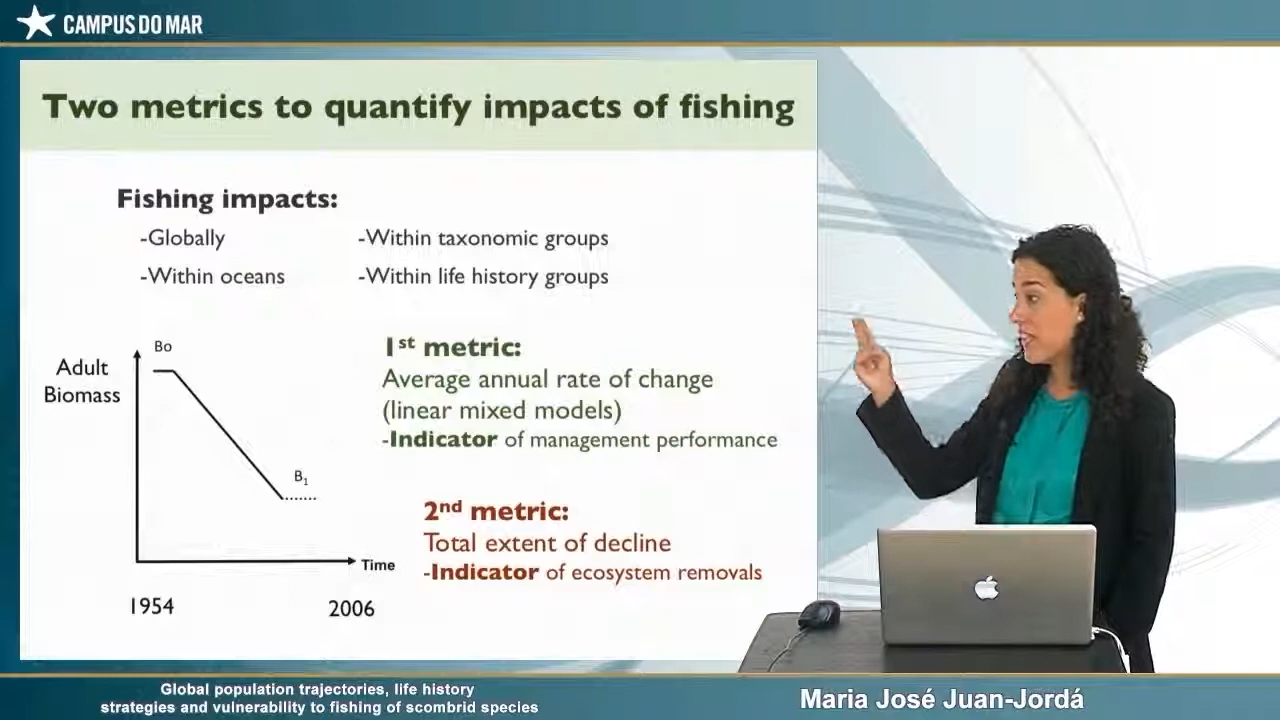 CAMPUS DO MAR
Two metrics to quantify impacts of fishing
Fishing impacts:
-Globally
-Within taxonomic groups
-Within oceans
-Within life history groups
Adult
Biomass
Bo
B1
Time
1954
2006
1st metric:
Average annual rate of change
(linear mixed models)
-Indicator of management performance
2nd metric:
Total extent of decline
-Indicator of ecosystem removals
Global population trajectories, life history
strategies and vulnerability to fishing of scombrid species
Maria José Juan-Jordá